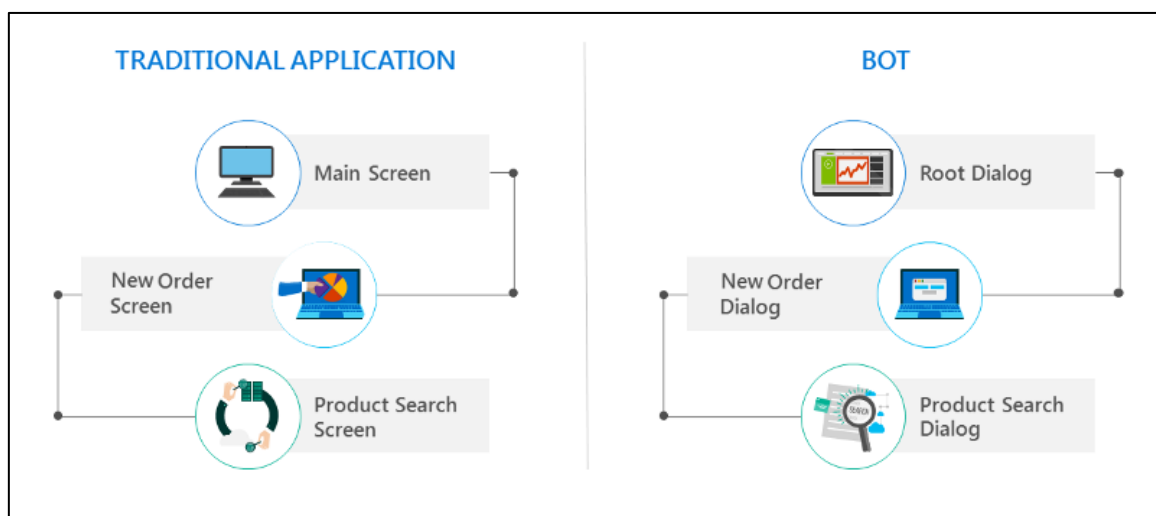 TRADITIONAL APPLICATION
Main Screen
New Order
Screen
Product Search
Screen
BOT
Root Dialog
New Order
Dialog
SEARCH
Product Search
Dialog